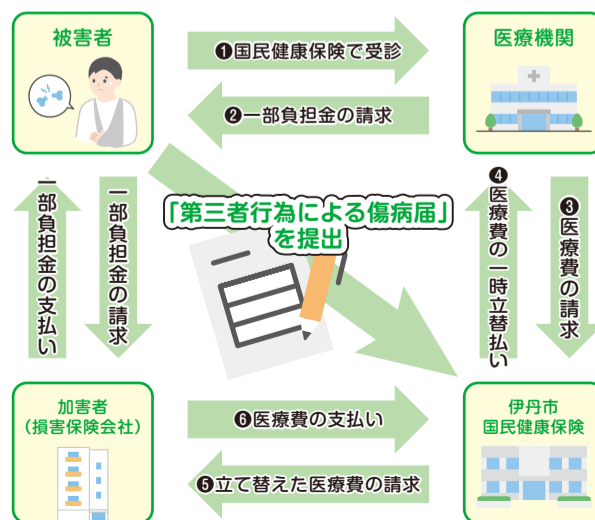 被害者
❶国民健康保険で受診
医療機関
❷一部負担金の請求
一部負担金の支払い
一部負担金の請求
「第三者行為による傷病届」
を提出
❹医療費の一時立替払い
❸医療費の請求
加害者
（損害保険会社）
❻医療費の支払い
伊丹市
国民健康保険
❺立て替えた医療費の請求